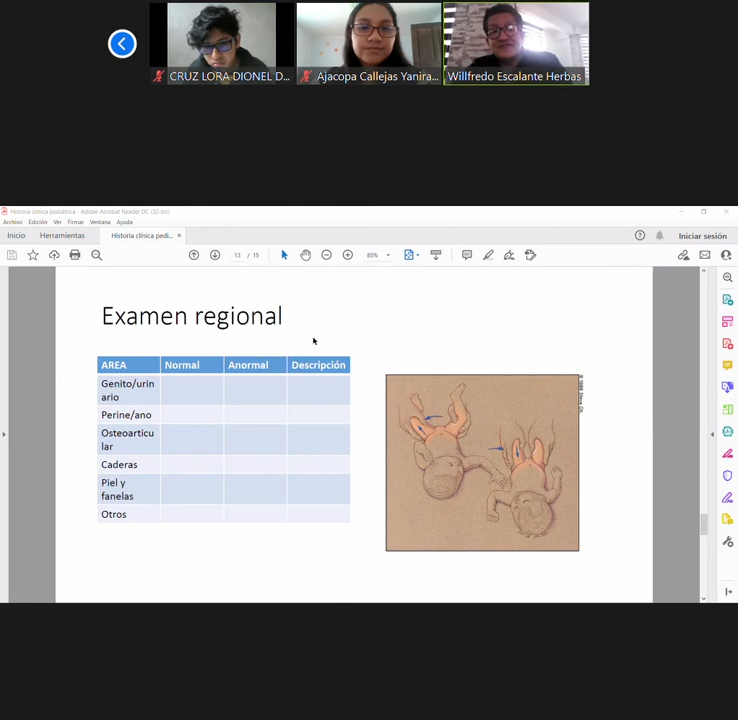 CRUZ LORA DIONEL D...
Ajacopa Callejas Yanira...
Willfredo Escalante Herbas
Historia clínica pediátrica - Adobe Acrobat Reader DC (32-bit)
Archivo Edición Ver Firmar Ventana Ayuda
Inicio Herramientas Historia clínica pedi... × Iniciar sesión
13 / 15 85%
Examen regional
AREA Normal Anormal Descripción
Genito/urin
ario
Perine/ano
Osteoarticu
lar
Caderas
Piel y
fanelas
Otros